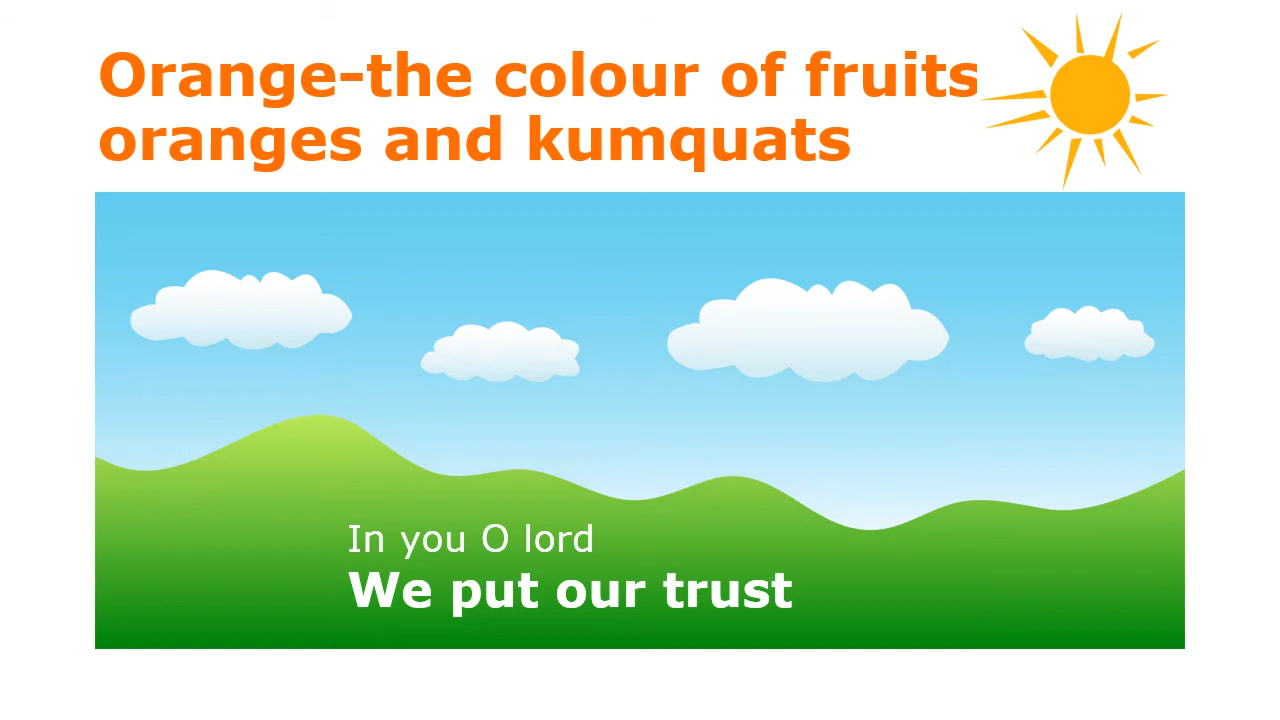 Orange-the colour of fruits
oranges and kumquats
In you O lord
We put our trust